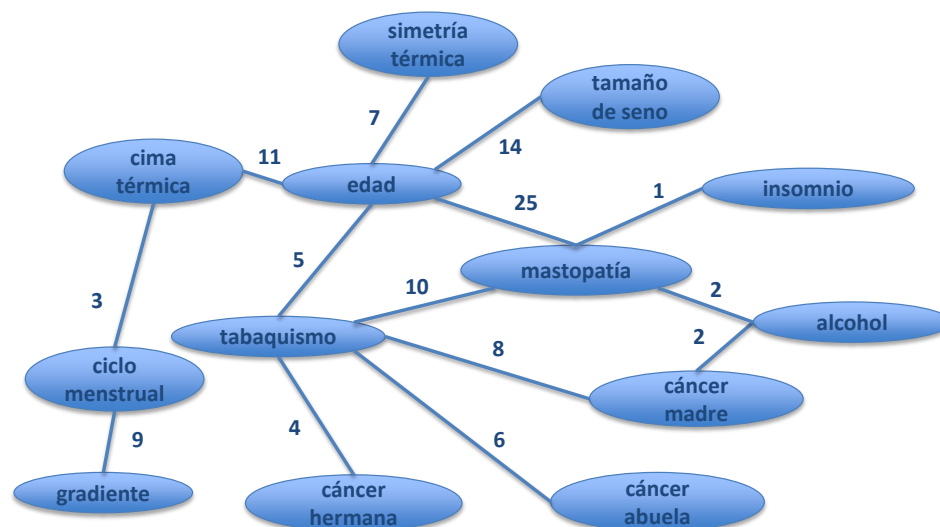 simetría
térmica
tamaño
de seno
7
14
cima
térmica
11
edad
25
1
insomnio
5
mastopatía
10
2
3
tabaquismo
alcohol
2
8
ciclo
menstrual
cáncer
madre
4
6
9
gradiente
cáncer
hermana
cáncer
abuela